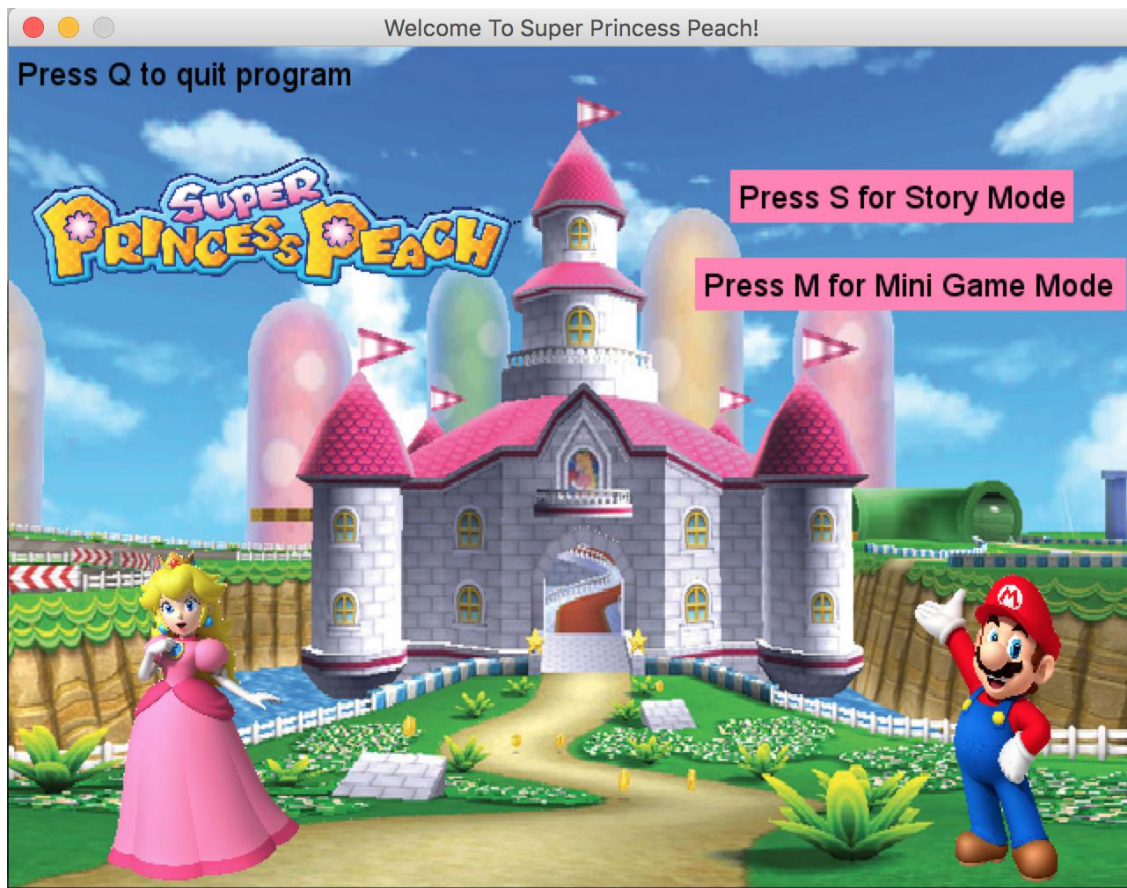 Welcome To Super Princess Peach!
Press Q to quit program
SUPER
PRINCESS PEACH
Press S for Story Mode
Press M for Mini Game Mode
M